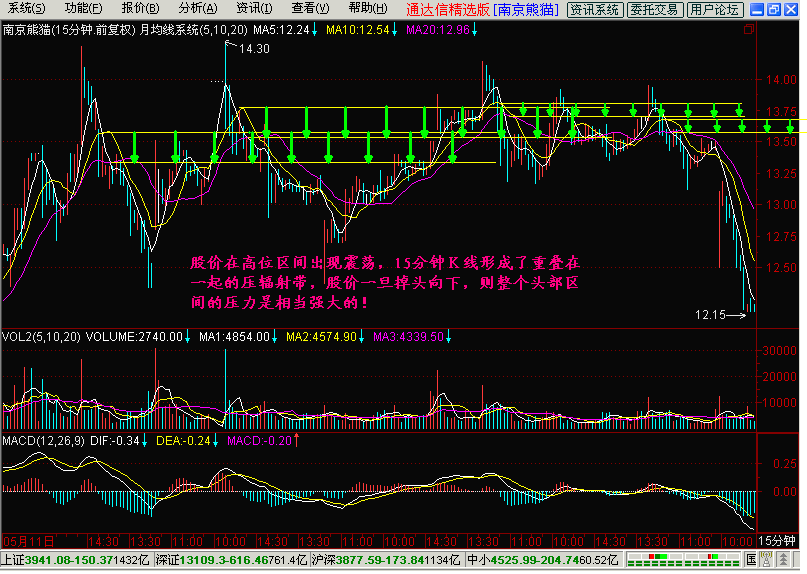 系统(S) 功能(F) 报价(B) 分析(A) 资讯(I) 查看(V) 帮助(H) 通达信精选版 [南京熊猫] 资讯系统 委托交易 用户论坛
南京熊猫(15分钟.前复权) 月均线系统(5,10,20) MA5:12.24↓ MA10:12.54↓ MA20:12.96↓
14.30
14.00
13.75
13.50
13.25
13.00
12.75
12.50
股价在高位区间出现震荡，15分钟K线形成了重叠在
一起的压辐射带，股价一旦掉头向下，则整个头部区
间的压力是相当强大的！
12.15
VOL2(5,10,20) VOLUME:2740.00↓ MA1:4854.00↓ MA2:4574.90↓ MA3:4339.50↓
30000
20000
10000
MACD(12,26,9) DIF:-0.34↓ DEA:-0.24↓ MACD:-0.20↑
0.25
0.00
05月11日 14:30 13:30 11:00 10:00 14:30 13:30 11:00 10:00 14:30 13:30 11:00 10:00 14:30 13:30 11:00 10:00 15分钟
上证3941.08-150.371432亿 沪深13109.3-616.46761.4亿 沪深3877.59-173.841134亿 中小4525.99-204.7460.52亿 国